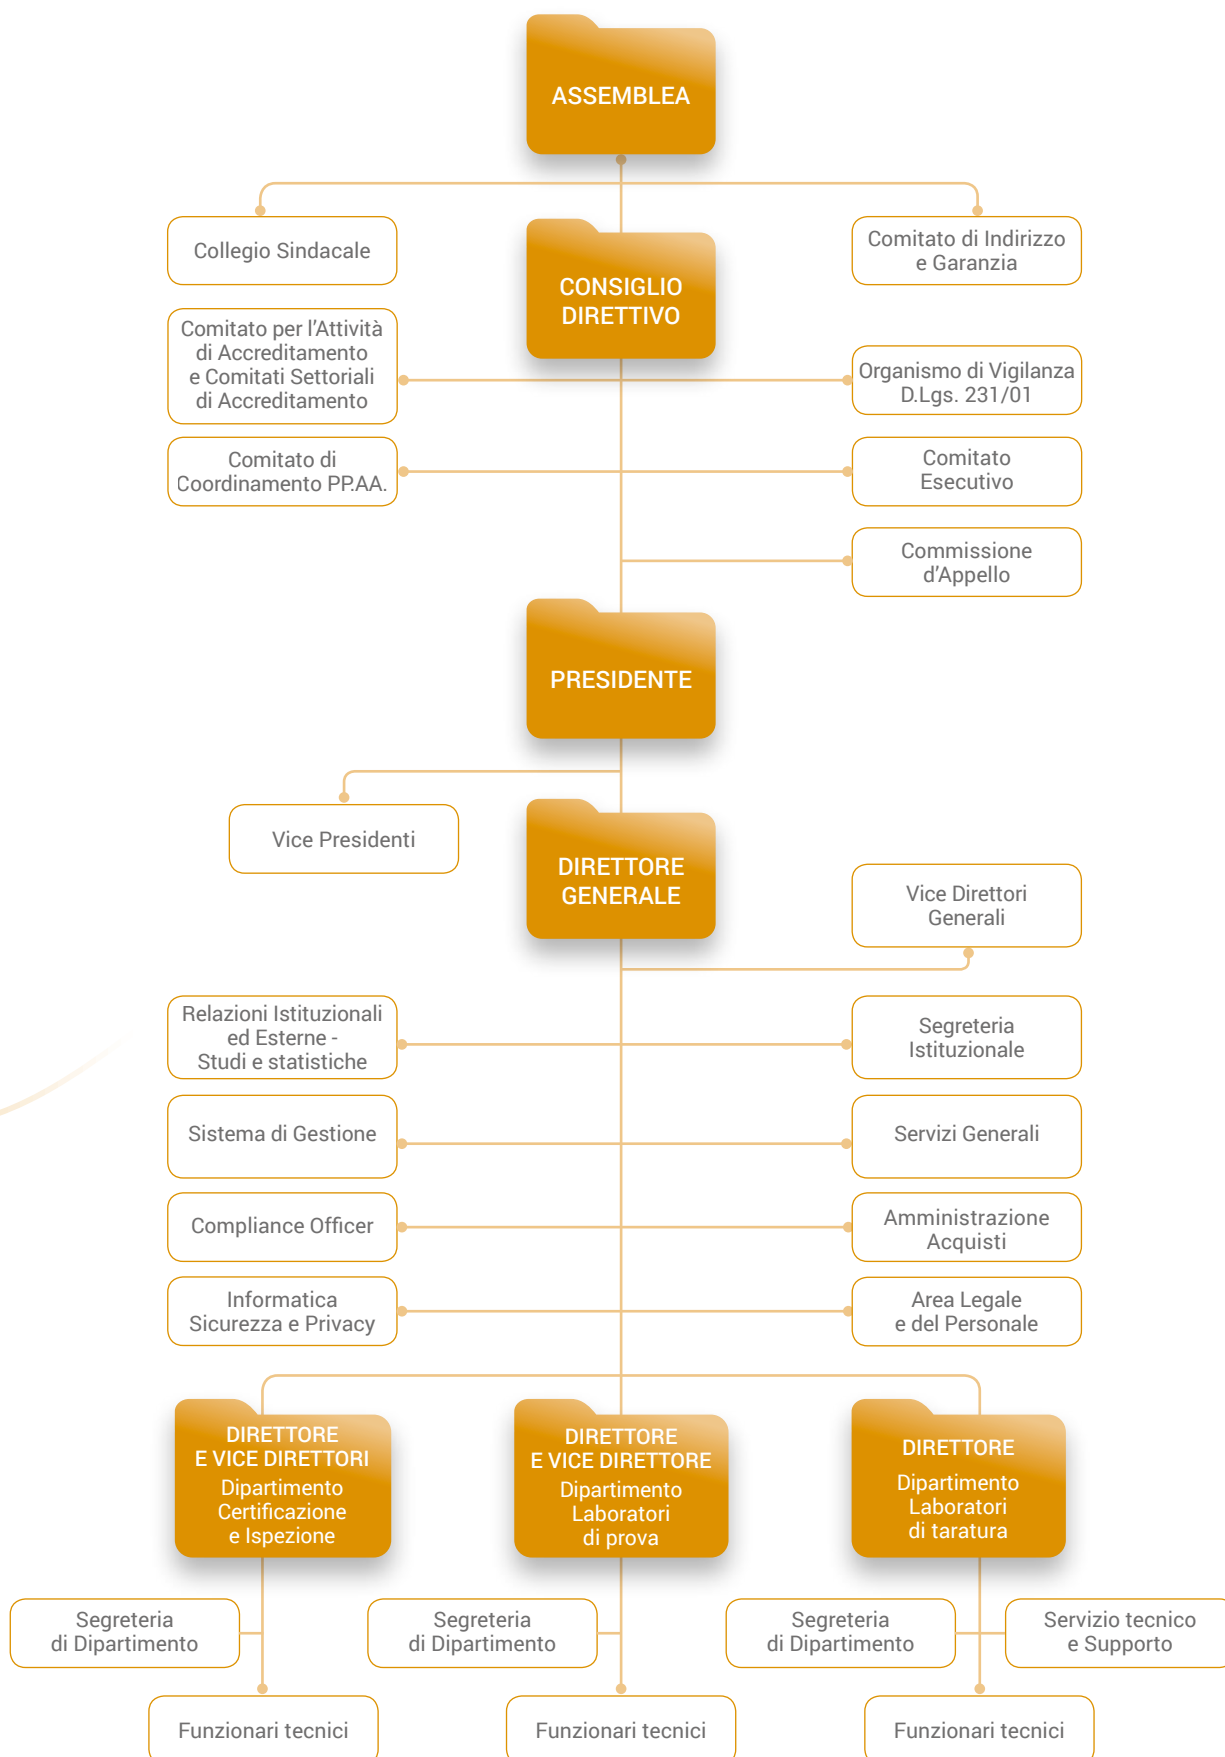 ASSEMBLEA
Collegio Sindacale
Comitato di Indirizzo
e Garanzia
CONSIGLIO
DIRETTIVO
Comitato per l'Attività
di Accreditamento
e Comitati Settoriali
di Accreditamento
Organismo di Vigilanza
D.Lgs. 231/01
Comitato di
Coordinamento PP.AA.
Comitato
Esecutivo
Commissione
d'Appello
PRESIDENTE
Vice Presidenti
DIRETTORE
GENERALE
Vice Direttori
Generali
Relazioni Istituzionali
ed Esterne -
Studi e statistiche
Segreteria
Istituzionale
Sistema di Gestione
Servizi Generali
Compliance Officer
Amministrazione
Acquisti
Informatica
Sicurezza e Privacy
Area Legale
e del Personale
DIRETTORE
E VICE DIRETTORI
Dipartimento
Certificazione
e Ispezione
DIRETTORE
E VICE DIRETTORE
Dipartimento
Laboratori
di prova
DIRETTORE
Dipartimento
Laboratori
di taratura
Segreteria
di Dipartimento
Segreteria
di Dipartimento
Segreteria
di Dipartimento
Servizio tecnico
e Supporto
Funzionari tecnici
Funzionari tecnici
Funzionari tecnici